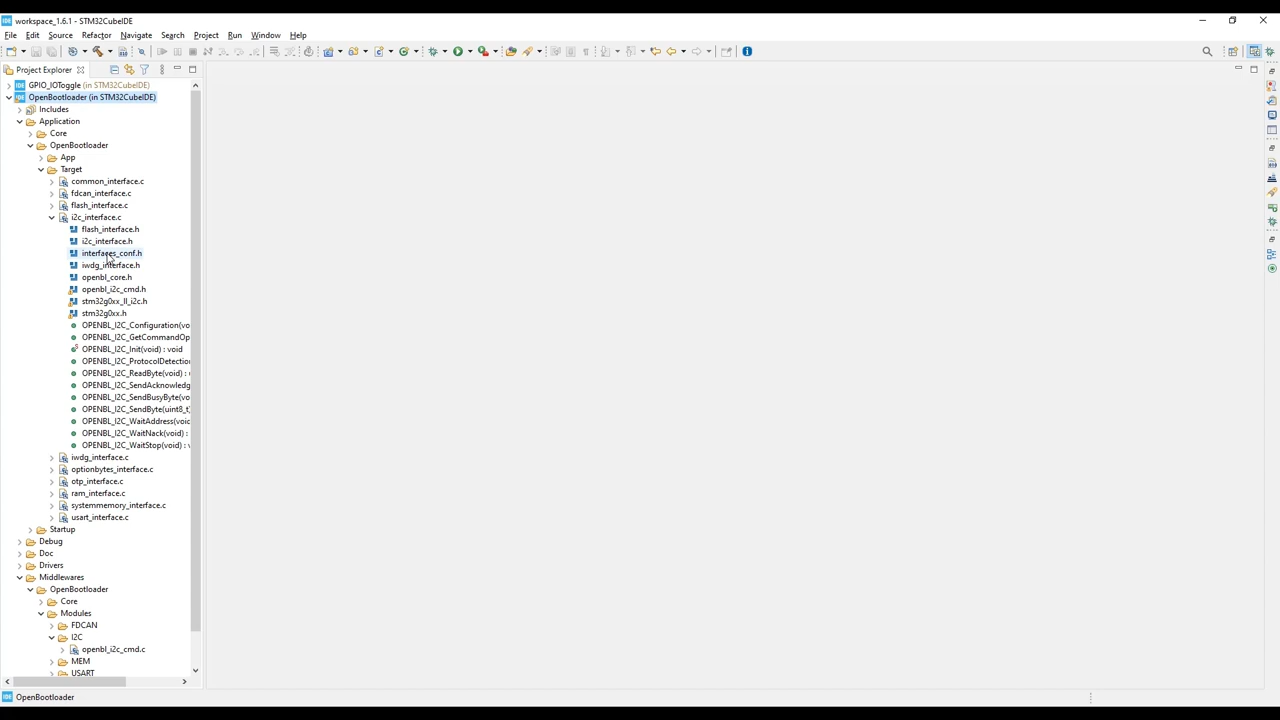 workspace_1.6.1 - STM32CubeIDE
File Edit Source Refactor Navigate Search Project Run Window Help
Project Explorer
GPIO_IOToggle (in STM32CubeIDE)
OpenBootloader (in STM32CubeIDE)
Includes
Application
Core
OpenBootloader
App
Target
common_interface.c
fdcan_interface.c
flash_interface.c
i2c_interface.c
flash_interface.h
i2c_interface.h
interfaces_conf.h
iwdg_interface.h
openbl_core.h
openbl_i2c_cmd.h
stm32g0xx_ll_i2c.h
stm32g0xx.h
OPENBL_I2C_Configuration(vo
OPENBL_I2C_GetCommandOp
OPENBL_I2C_Init(void) : void
OPENBL_I2C_ProtocolDetection
OPENBL_I2C_ReadByte(void) :
OPENBL_I2C_SendAcknowledg
OPENBL_I2C_SendBusyByte(vo
OPENBL_I2C_SendByte(uint8_t
OPENBL_I2C_WaitAddress(void
OPENBL_I2C_WaitNack(void) :
OPENBL_I2C_WaitStop(void) :
iwdg_interface.c
optionbytes_interface.c
otp_interface.c
ram_interface.c
systemmemory_interface.c
usart_interface.c
Startup
Debug
Doc
Drivers
Middlewares
OpenBootloader
Core
Modules
FDCAN
I2C
openbl_i2c_cmd.c
MEM
USART
OpenBootloader